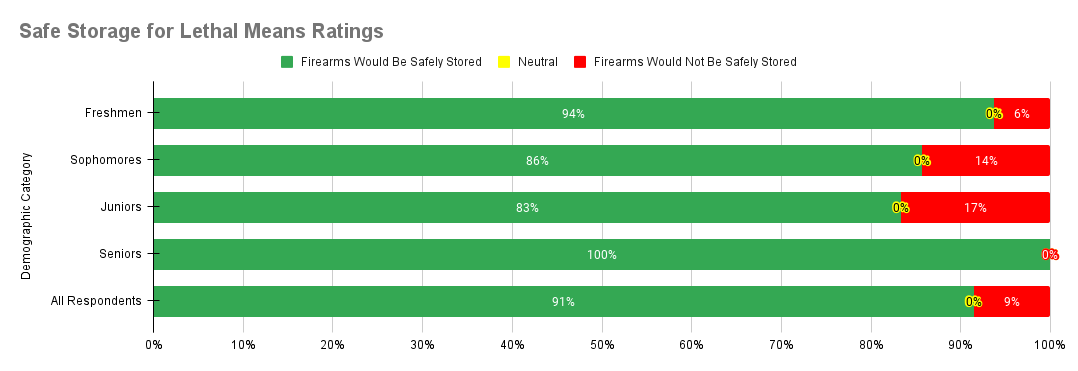 Safe Storage for Lethal Means Ratings
Firearms Would Be Safely Stored Neutral Firearms Would Not Be Safely Stored
Demographic Category
Freshmen 94% 0% 6%
Sophomores 86% 0% 14%
Juniors 83% 0% 17%
Seniors 100% 0%
All Respondents 91% 0% 9%
0% 10% 20% 30% 40% 50% 60% 70% 80% 90% 100%